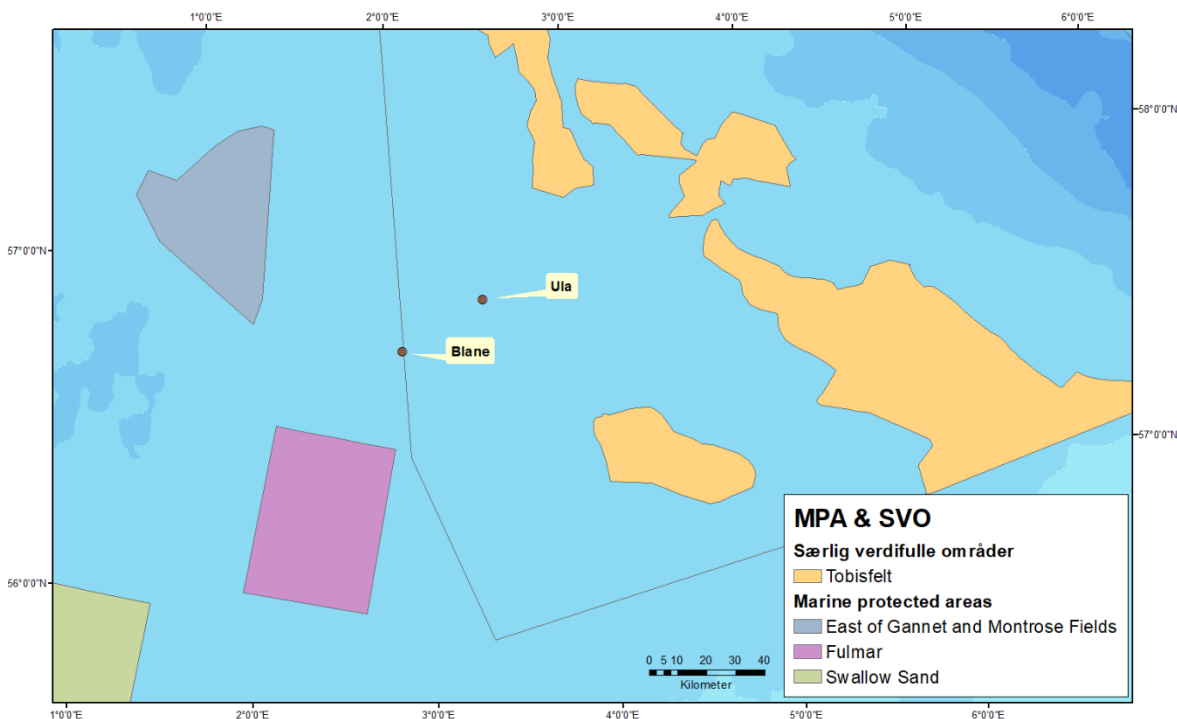 1°0'0"E 2°0'0"E 3°0'0"E 4°0'0"E 5°0'0"E 6°0'0"E
58°0'0"N
57°0'0"N
Ula
Blane
57°0'0"N
MPA & SVO
Særlig verdifulle områder
Tobisfelt
56°0'0"N
Marine protected areas
East of Gannet and Montrose Fields
Fulmar
Swallow Sand
0 5 10 20 30 40
Kilometer
1°0'0"E 2°0'0"E 3°0'0"E 4°0'0"E 5°0'0"E 6°0'0"E